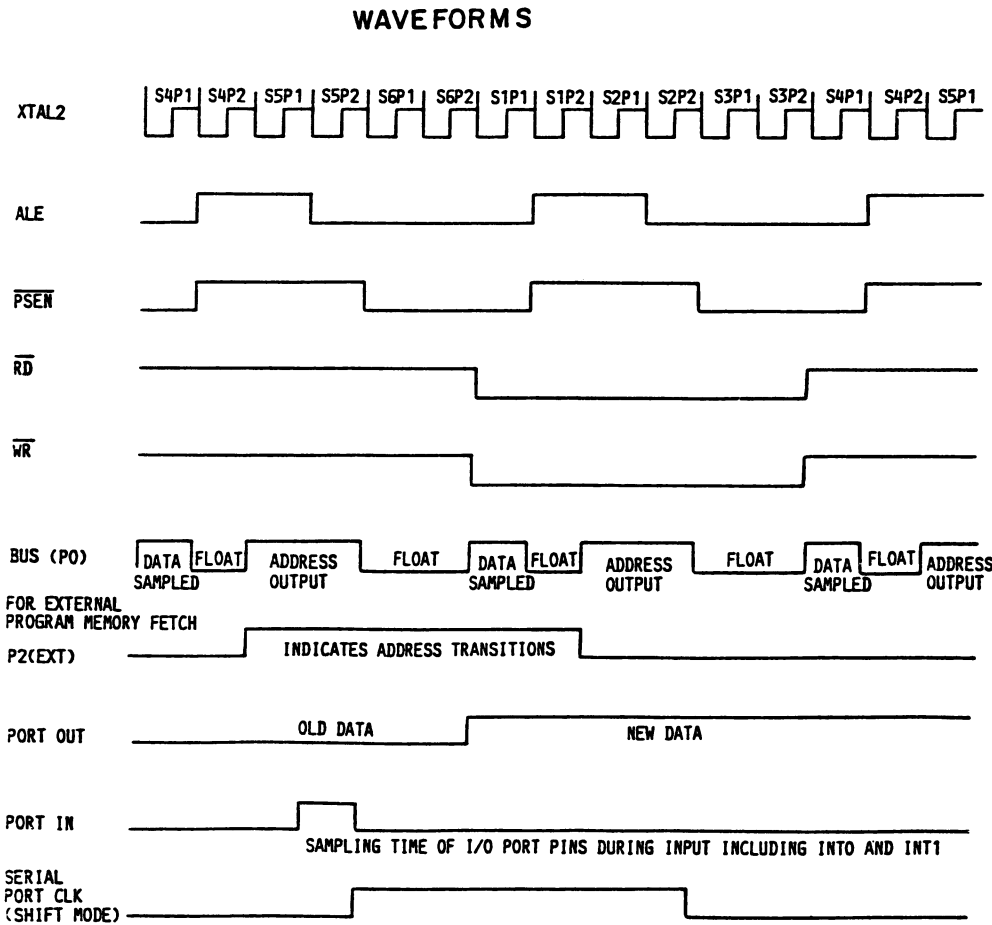 WAVEFORMS
XTAL2
S4P1 S4P2 S5P1 S5P2 S6P1 S6P2 S1P1 S1P2 S2P1 S2P2 S3P1 S3P2 S4P1 S4P2 S5P1
ALE
PSEN
RD
WR
BUS (PO)
DATA SAMPLED FLOAT ADDRESS OUTPUT FLOAT DATA SAMPLED FLOAT ADDRESS OUTPUT FLOAT DATA SAMPLED FLOAT ADDRESS OUTPUT
FOR EXTERNAL
PROGRAM MEMORY FETCH
P2(EXT)
INDICATES ADDRESS TRANSITIONS
PORT OUT
OLD DATA
NEW DATA
PORT IN
SAMPLING TIME OF I/O PORT PINS DURING INPUT INCLUDING INTO AND INT1
SERIAL
PORT CLK
(SHIFT MODE)